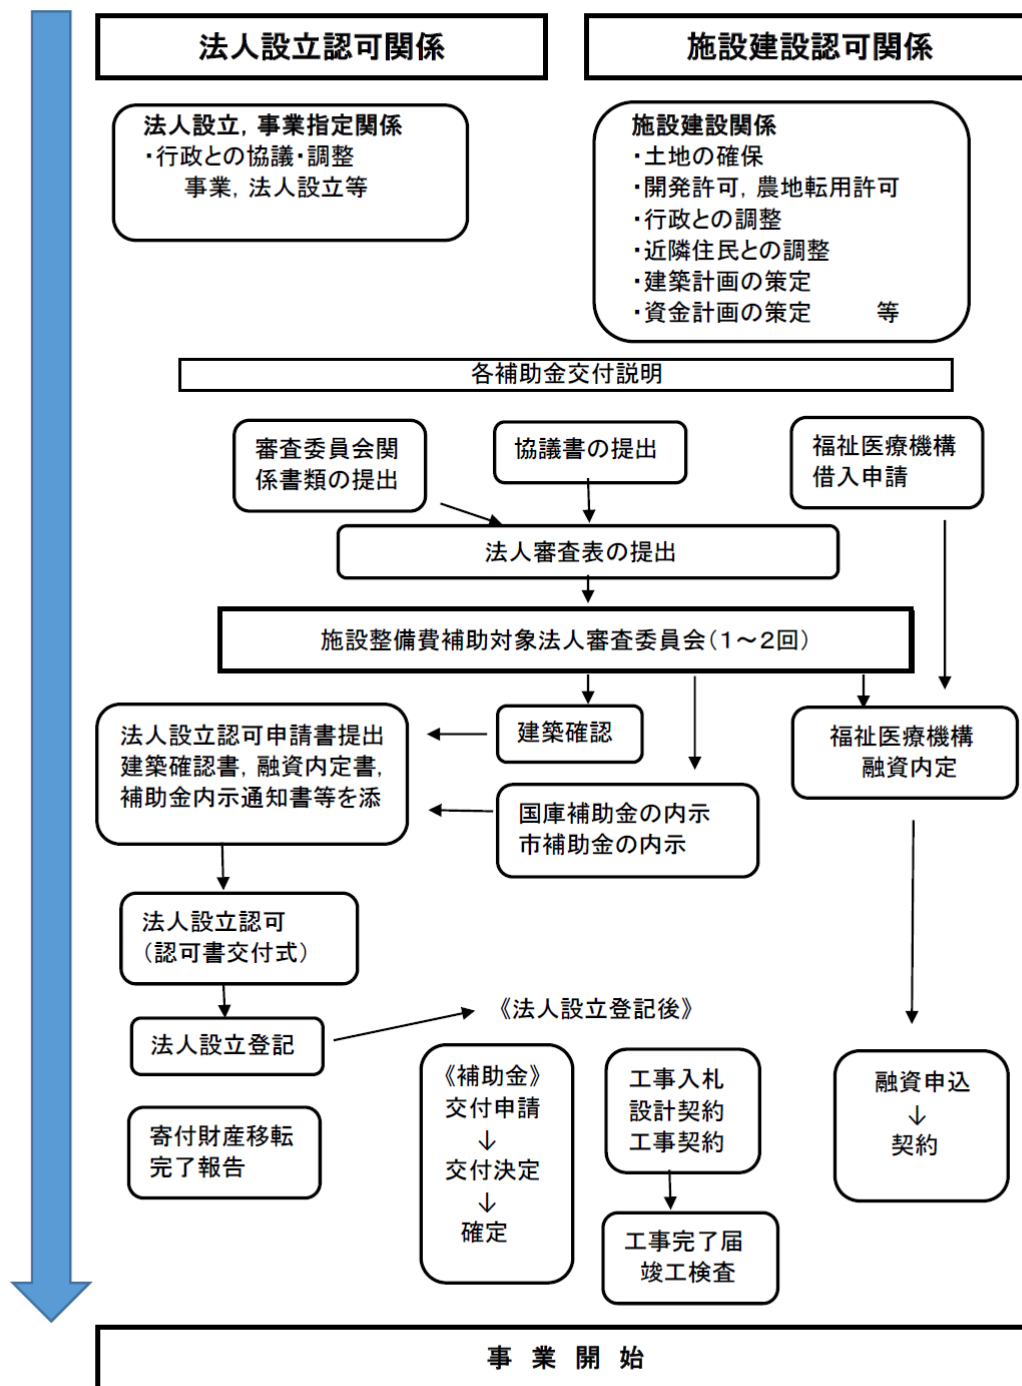 法人設立認可関係
施設建設認可関係
法人設立，事業指定関係
・行政との協議・調整
事業，法人設立等
施設建設関係
・土地の確保
・開発許可，農地転用許可
・行政との調整
・近隣住民との調整
・建築計画の策定
・資金計画の策定　　　等
各補助金交付説明
審査委員会関
係書類の提出
協議書の提出
福祉医療機構
借入申請
法人審査表の提出
施設整備費補助対象法人審査委員会（１～２回）
法人設立認可申請書提出
建築確認書，融資内定書，
補助金内示通知書等を添
建築確認
福祉医療機構
融資内定
国庫補助金の内示
市補助金の内示
法人設立認可
（認可書交付式）
法人設立登記
《法人設立登記後》
寄付財産移転
完了報告
《補助金》
交付申請
↓
交付決定
↓
確定
工事入札
設計契約
工事契約
工事完了届
竣工検査
融資申込
↓
契約
事　業　開　始